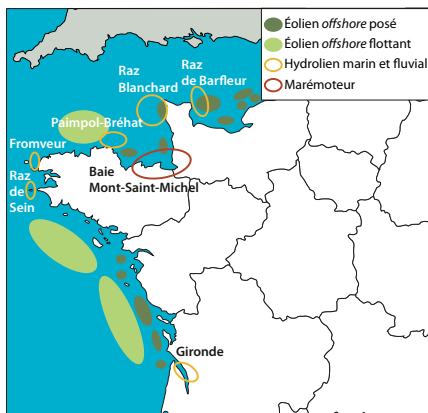 Éolien offshore posé
Éolien offshore flottant
Hydrolien marin et fluvial
Marémoteur
Raz
Blanchard
Raz
de Barfleur
Paimpol-Bréhat
Fromveur
Raz
de
Sein
Baie
Mont-Saint-Michel
Gironde